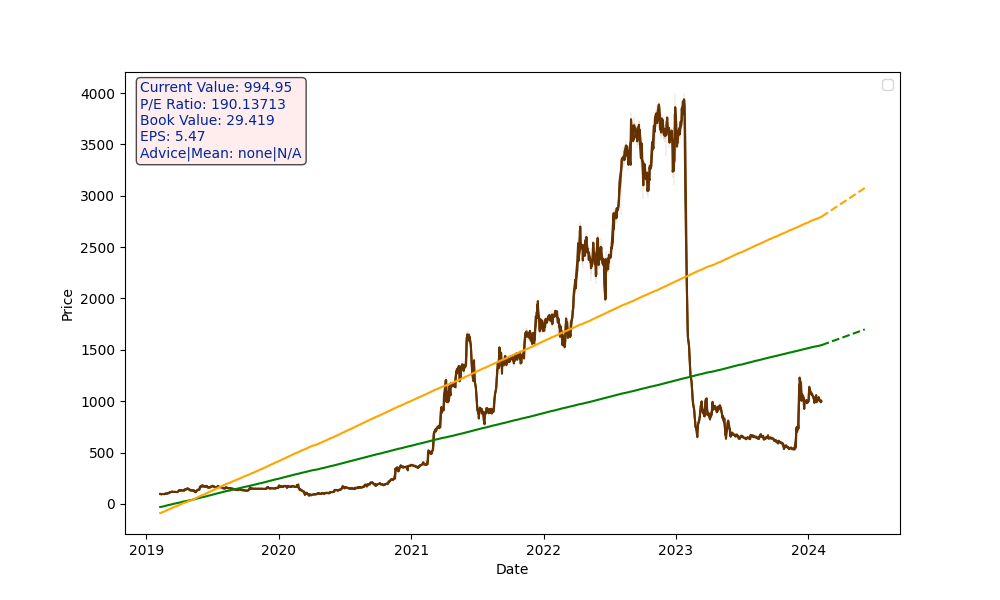 Current Value: 994.95
P/E Ratio: 190.13713
Book Value: 29.419
EPS: 5.47
Advice|Mean: none|N/A
4000
3500
3000
2500
2000
1500
1000
500
0
Price
2019 2020 2021 2022 2023 2024
Date